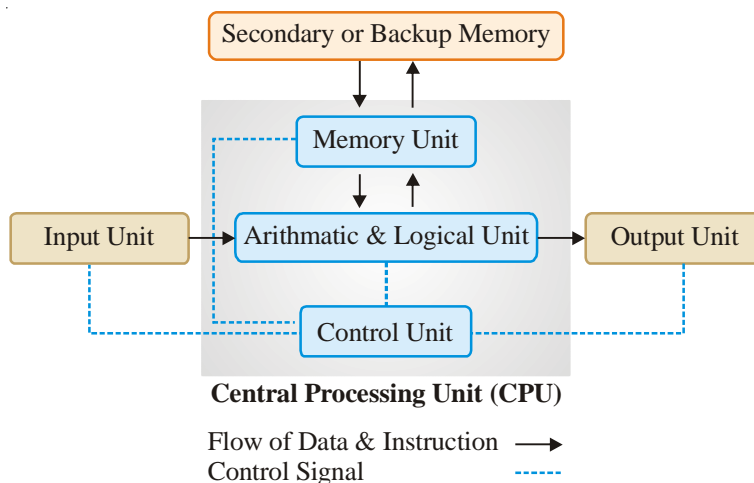 Secondary or Backup Memory
Memory Unit
Input Unit
Arithmatic & Logical Unit
Output Unit
Control Unit
Central Processing Unit (CPU)
Flow of Data & Instruction
Control Signal